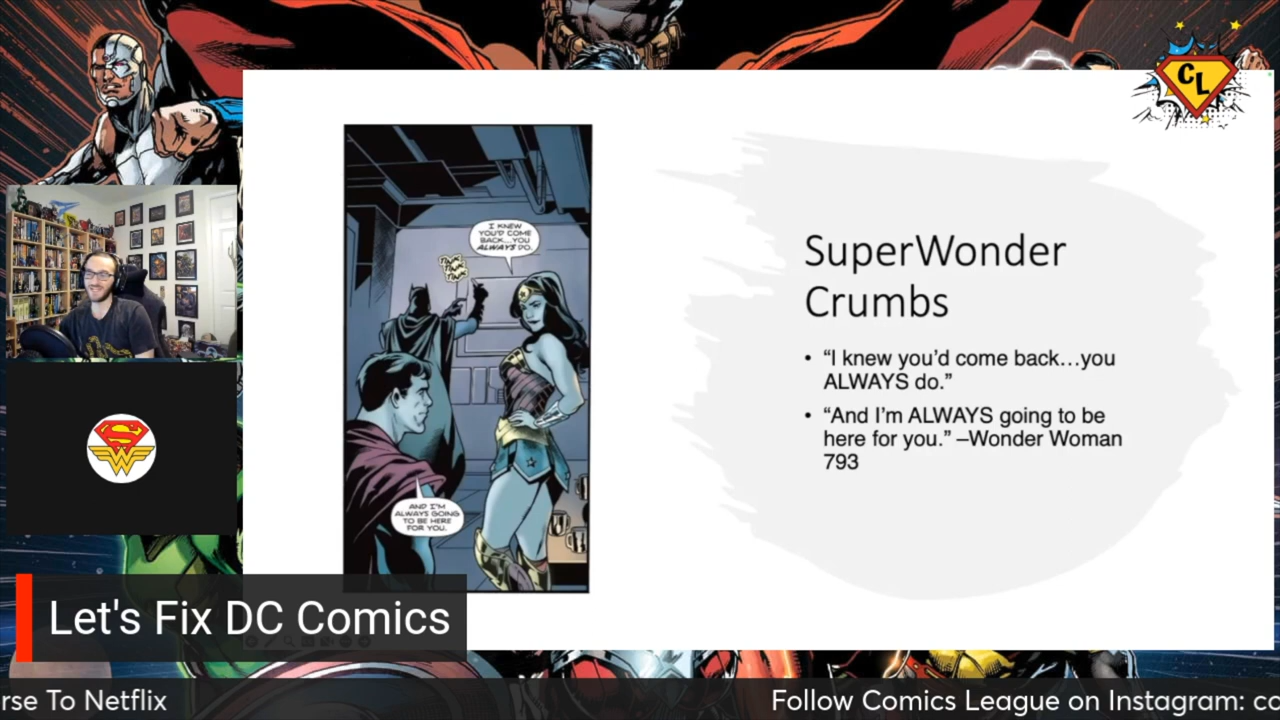 CL
I KNEW
YOU'D COME
BACK...YOU
ALWAYS DO.
AND I'M
ALWAYS GOING
TO BE HERE
FOR YOU.
SuperWonder
Crumbs
• “I knew you’d come back…you
ALWAYS do.”
• “And I’m ALWAYS going to be
here for you.” –Wonder Woman
793
Let's Fix DC Comics
rse To Netflix
Follow Comics League on Instagram: co